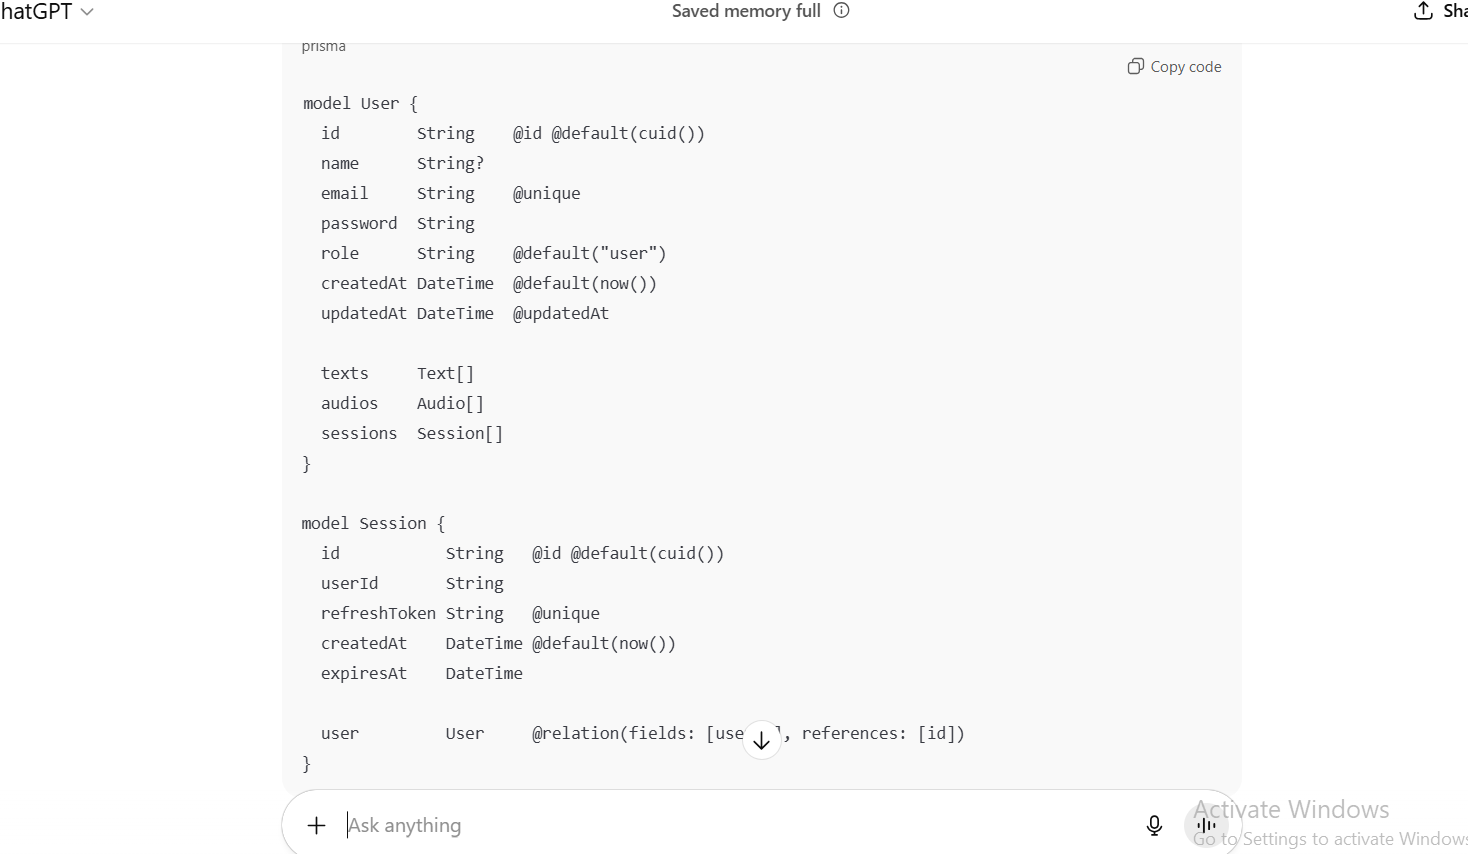 hatGPT
Saved memory full
Sha
prisma
Copy code
model User {
  id        String    @id @default(cuid())
  name      String?
  email     String    @unique
  password  String
  role      String    @default("user")
  createdAt DateTime  @default(now())
  updatedAt DateTime  @updatedAt
  texts     Text[]
  audios    Audio[]
  sessions  Session[]
}
model Session {
  id           String   @id @default(cuid())
  userId       String
  refreshToken String   @unique
  createdAt    DateTime @default(now())
  expiresAt    DateTime
  user         User     @relation(fields: [use ], references: [id])
}
Ask anything
Activate Windows
Go to Settings to activate Windows